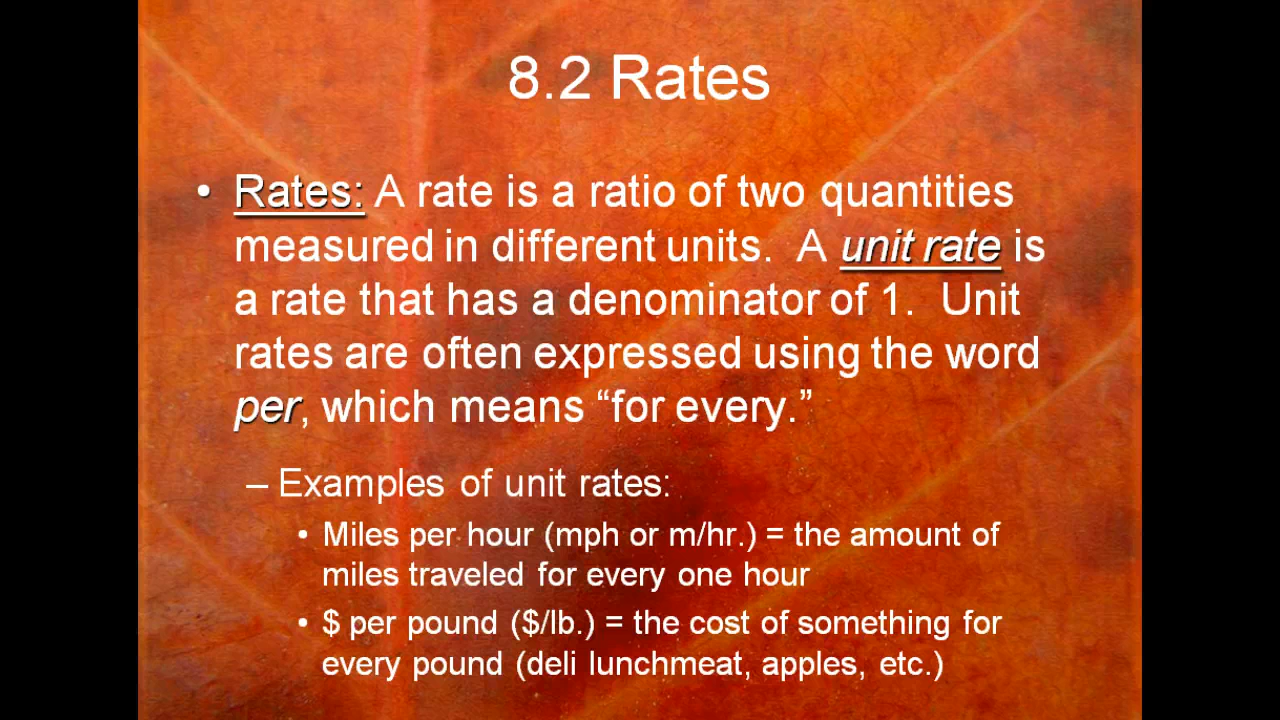 8.2 Rates
• Rates: A rate is a ratio of two quantities
measured in different units.  A unit rate is
a rate that has a denominator of 1.  Unit
rates are often expressed using the word
per, which means “for every.”
– Examples of unit rates:
• Miles per hour (mph or m/hr.) = the amount of
miles traveled for every one hour
• $ per pound ($/lb.) = the cost of something for
every pound (deli lunchmeat, apples, etc.)